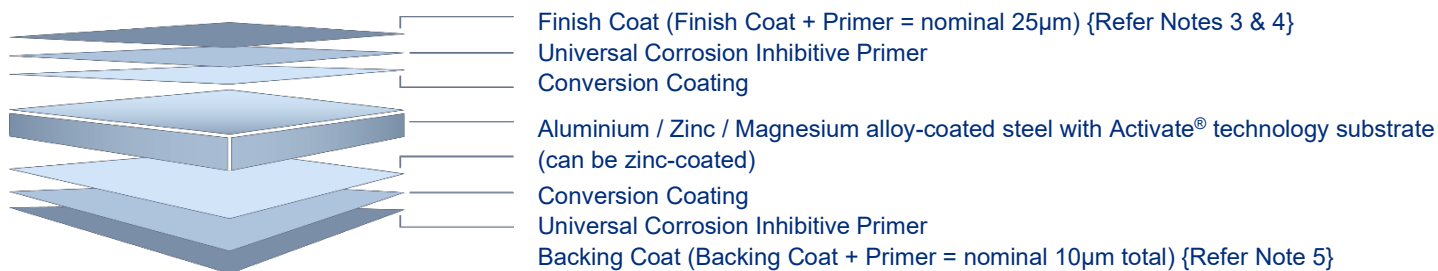 Finish Coat (Finish Coat + Primer = nominal 25µm) {Refer Notes 3 & 4}
Universal Corrosion Inhibitive Primer
Conversion Coating
Aluminium / Zinc / Magnesium alloy-coated steel with Activate® technology substrate
(can be zinc-coated)
Conversion Coating
Universal Corrosion Inhibitive Primer
Backing Coat (Backing Coat + Primer = nominal 10µm total) {Refer Note 5}